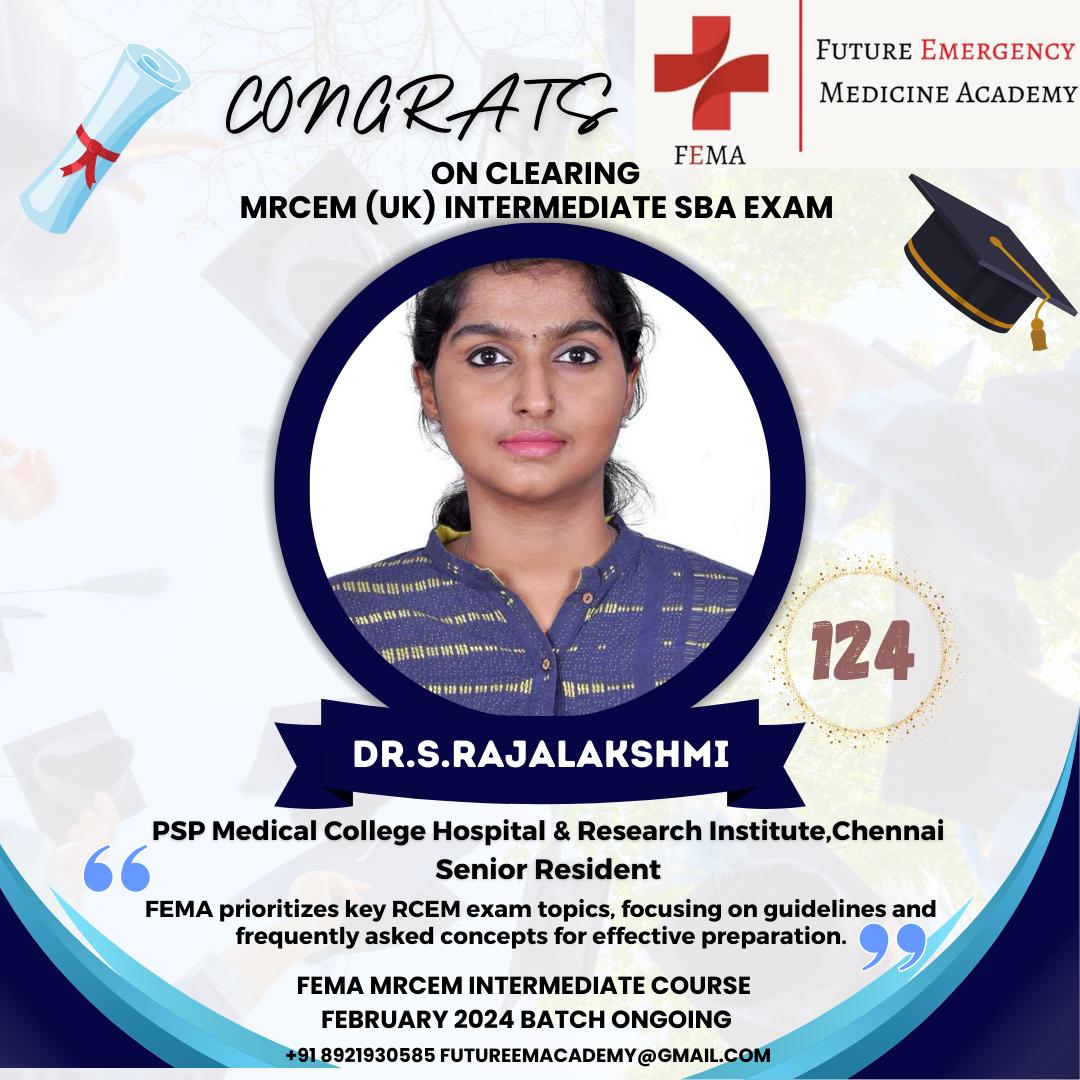 CONGRATS
FUTURE EMERGENCY
MEDICINE ACADEMY
FEMA
ON CLEARING
MRCEM (UK) INTERMEDIATE SBA EXAM
124
DR.S.RAJALAKSHMI
PSP Medical College Hospital & Research Institute,Chennai
Senior Resident
“
FEMA prioritizes key RCEM exam topics, focusing on guidelines and
frequently asked concepts for effective preparation.
”
FEMA MRCEM INTERMEDIATE COURSE
FEBRUARY 2024 BATCH ONGOING
+91 8921930585 FUTUREEMACADEMY@GMAIL.COM